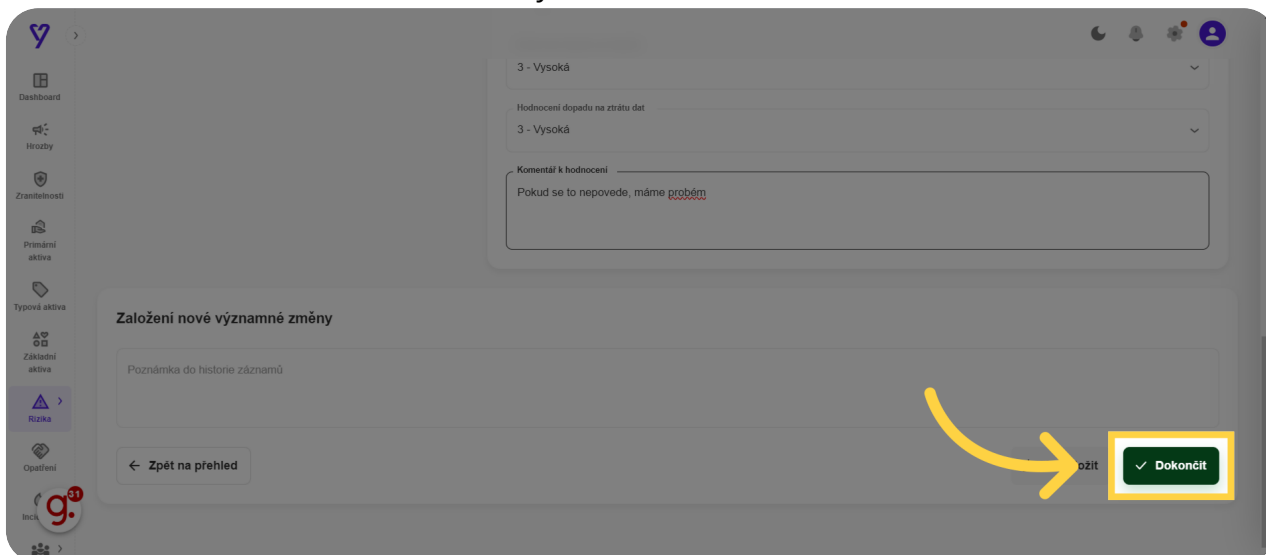 3 - Vysoká
Dashboard
Hodnocení dopadu na ztrátu dat
3 - Vysoká
Hrozby
Komentář k hodnocení
Pokud se to nepovede, máme probém
Zranitelnosti
Primární
aktiva
Typová aktiva
Založení nové významné změny
Základní
aktiva
Poznámka do historie záznamů
Rizika
Opatření
Zpět na přehled
Dokončit
31
g.